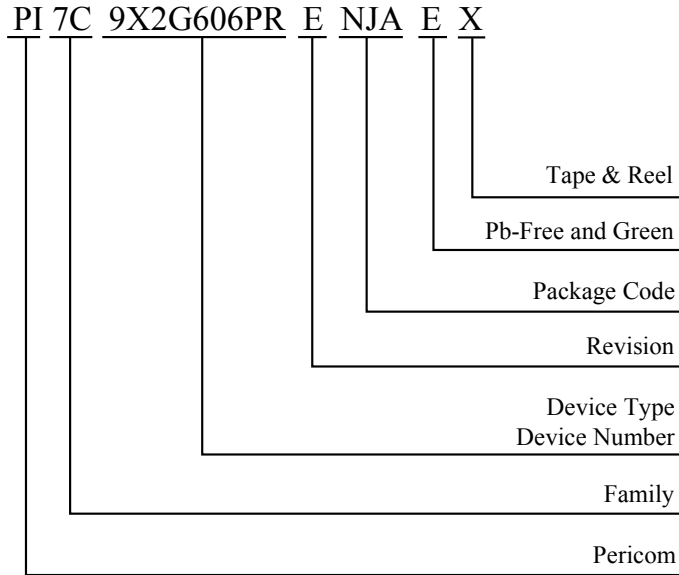 PI 7C 9X2G606PR E NJA E X
Tape & Reel
Pb-Free and Green
Package Code
Revision
Device Type
Device Number
Family
Pericom